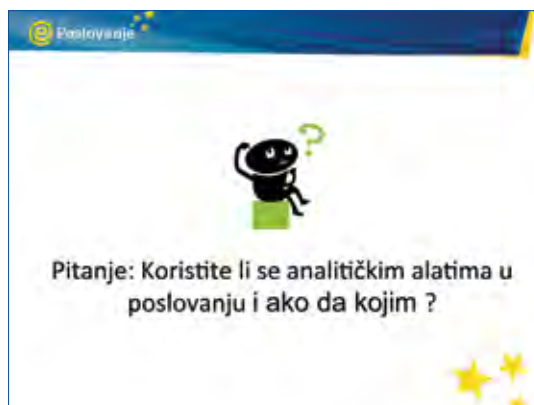 e Poslovanje
?
Pitanje: Koristite li se analitičkim alatima u
poslovanju i ako da kojim ?